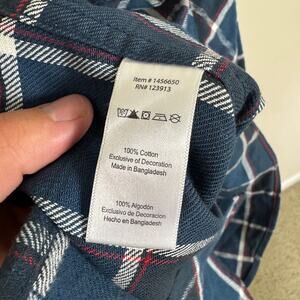 Item # 1456650
RN# 123913
100% Cotton
Exclusive of Decoration
Made in Bangladesh
100% Algodón
Exclusivo de Decoracion
Hecho en Bangladesh